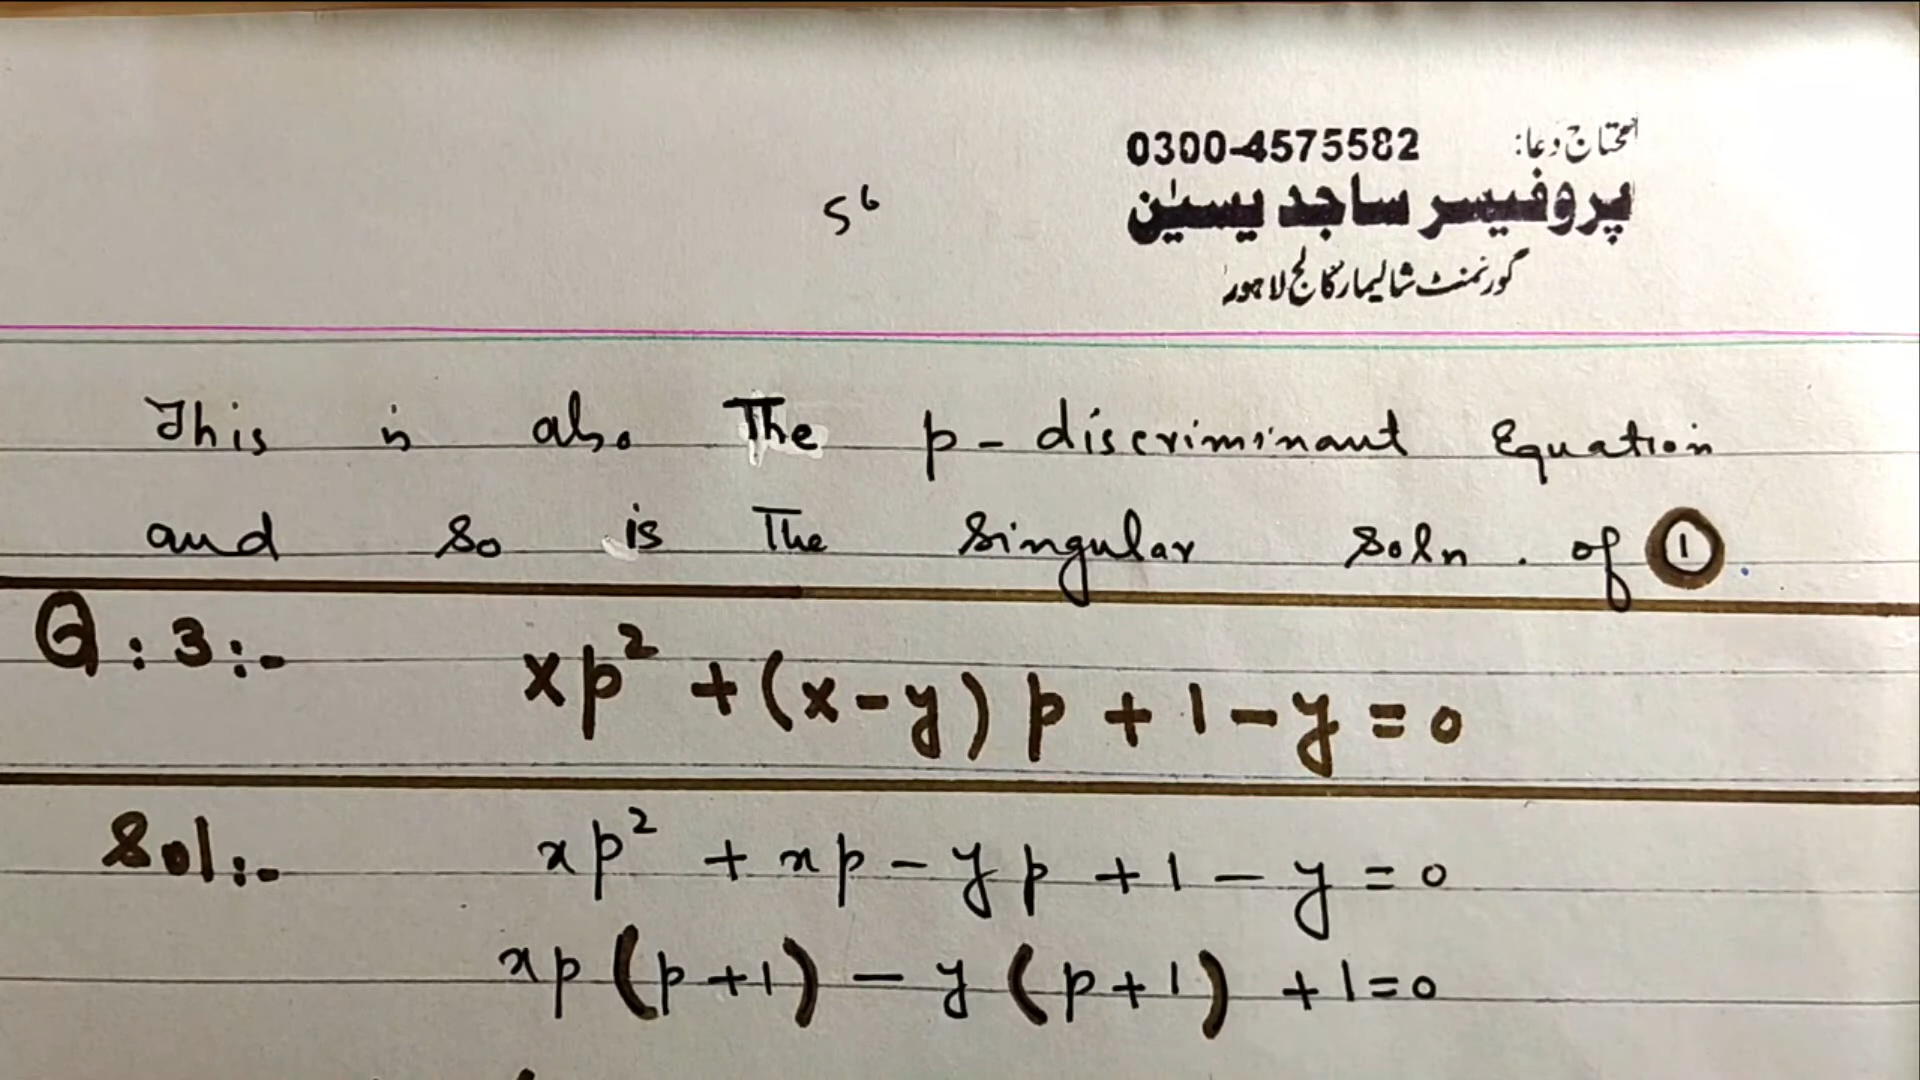 0300-4575582 محتاج دعا:
پروفیسر ساجد یسین
گورنمنٹ شالیمار کالج لاہور
56
This is also The p-discriminant Equation
and so is The Singular Soln. of ①.
Q:3:- xp² + (x-y) p + 1 - y = 0
Sol:- xp² + xp - yp + 1 - y = 0
xp (p+1) - y (p+1) + 1 = 0